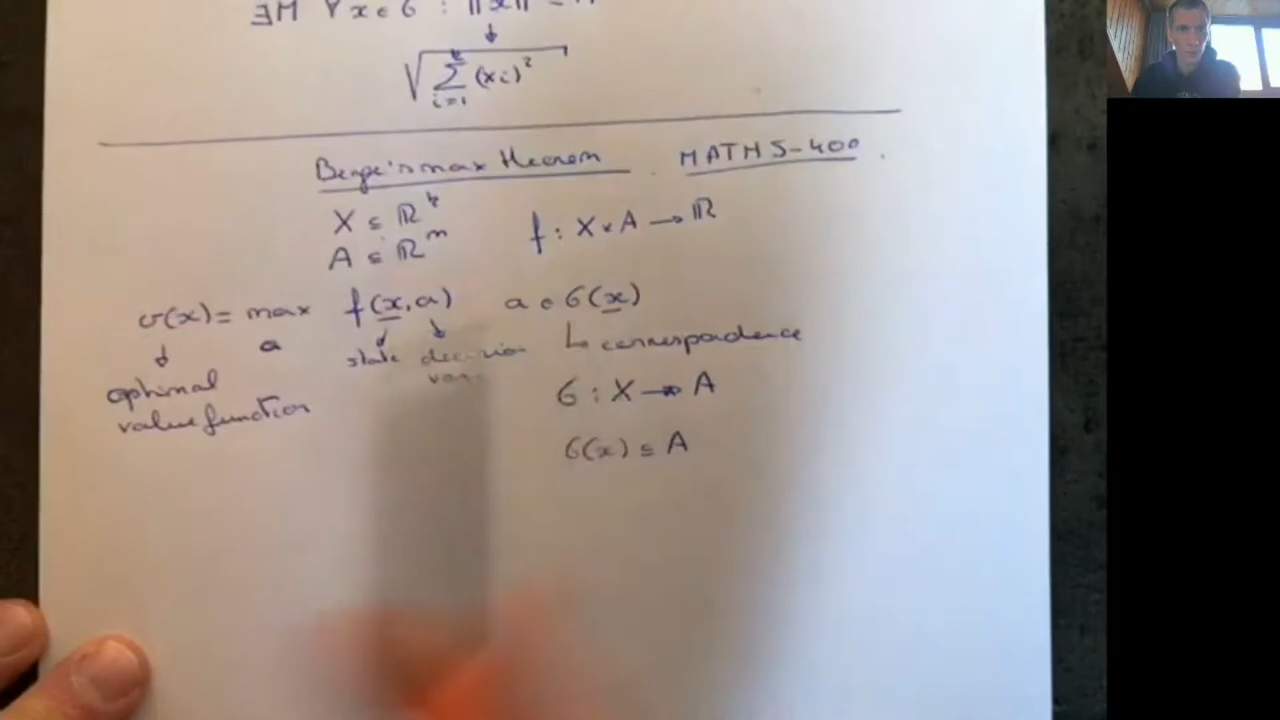 ∃M ∀x∈G : ||x||
√ Σ (xi)²
i=1
Berge's max theorem. MATHS-400.
X ⊆ ℝᵏ
f : X × A → ℝ
A ⊆ ℝᵐ
v(x) = max f(x,a) a ∈ G(x)
a
state decision
↳ correspondence
optimal
value function
G : X ↠ A
G(x) ⊆ A